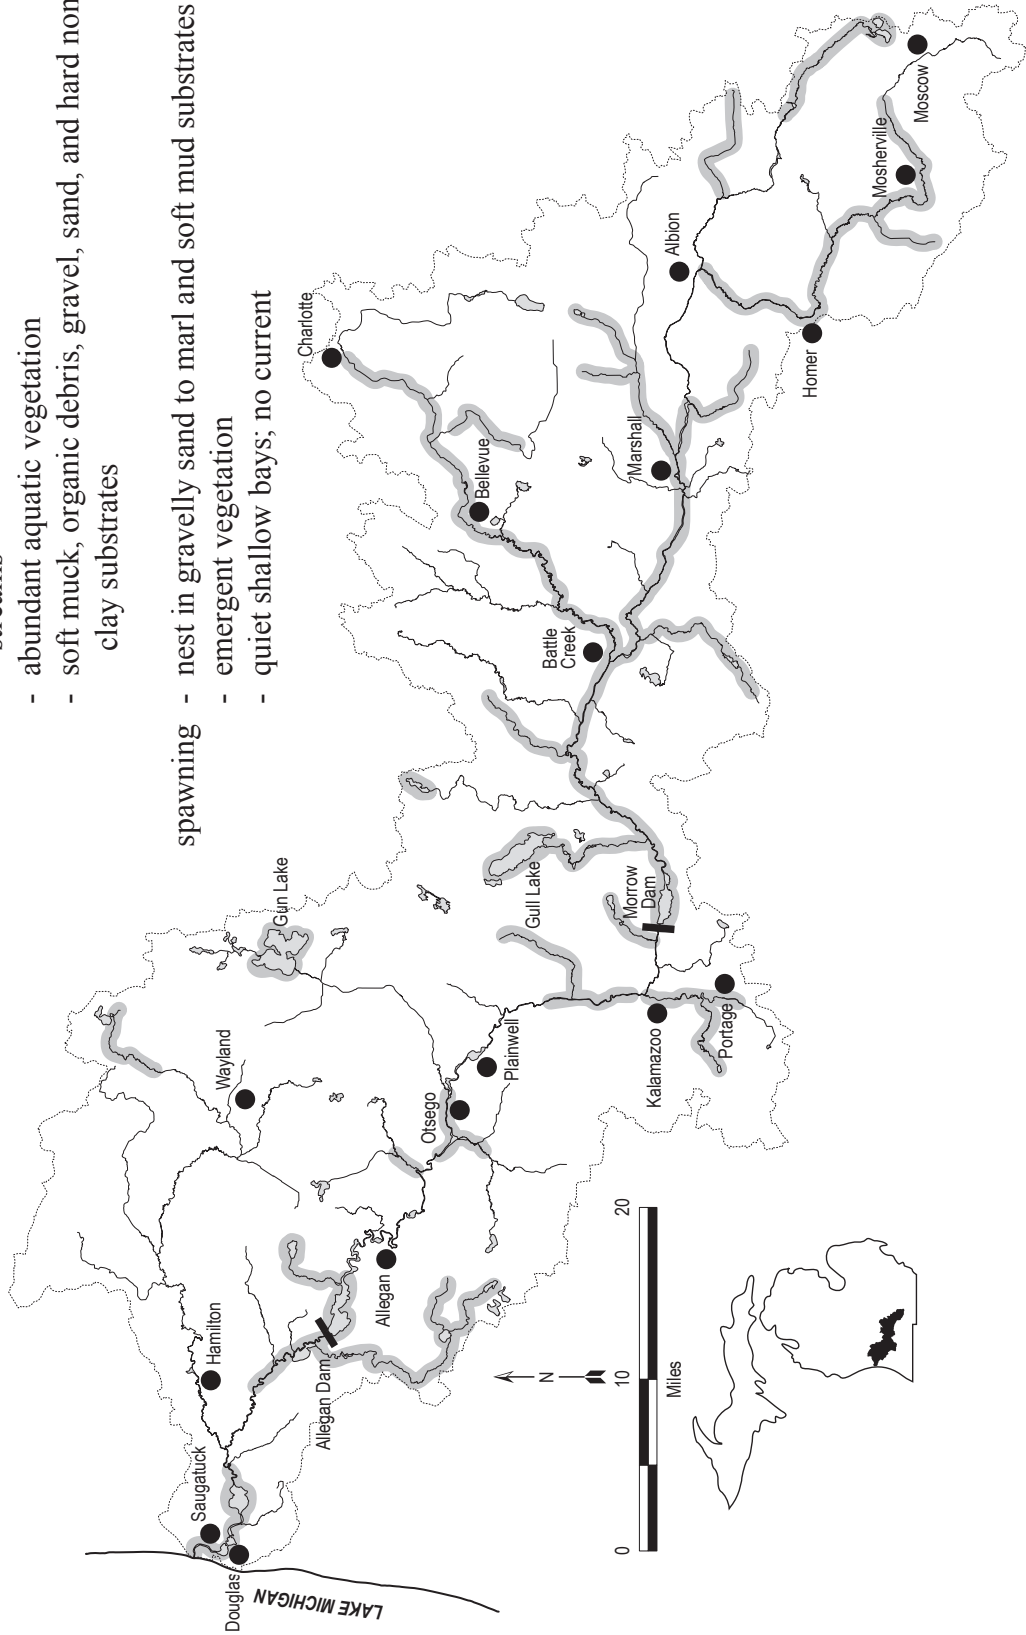 - abundant aquatic vegetation
- soft muck, organic debris, gravel, sand, and hard
clay substrates
spawning - nest in gravelly sand to marl and soft mud substrates
- emergent vegetation
- quiet shallow bays; no current
Charlotte
Bellevue
Battle
Creek
Marshall
Albion
Homer
Mosherville
Moscow
Gun Lake
Gull Lake
Morrow
Dam
Wayland
Plainwell
Otsego
Kalamazoo
Portage
Hamilton
Allegan
Allegan Dam
Saugatuck
Douglas
LAKE MICHIGAN
N
0 10 20
Miles